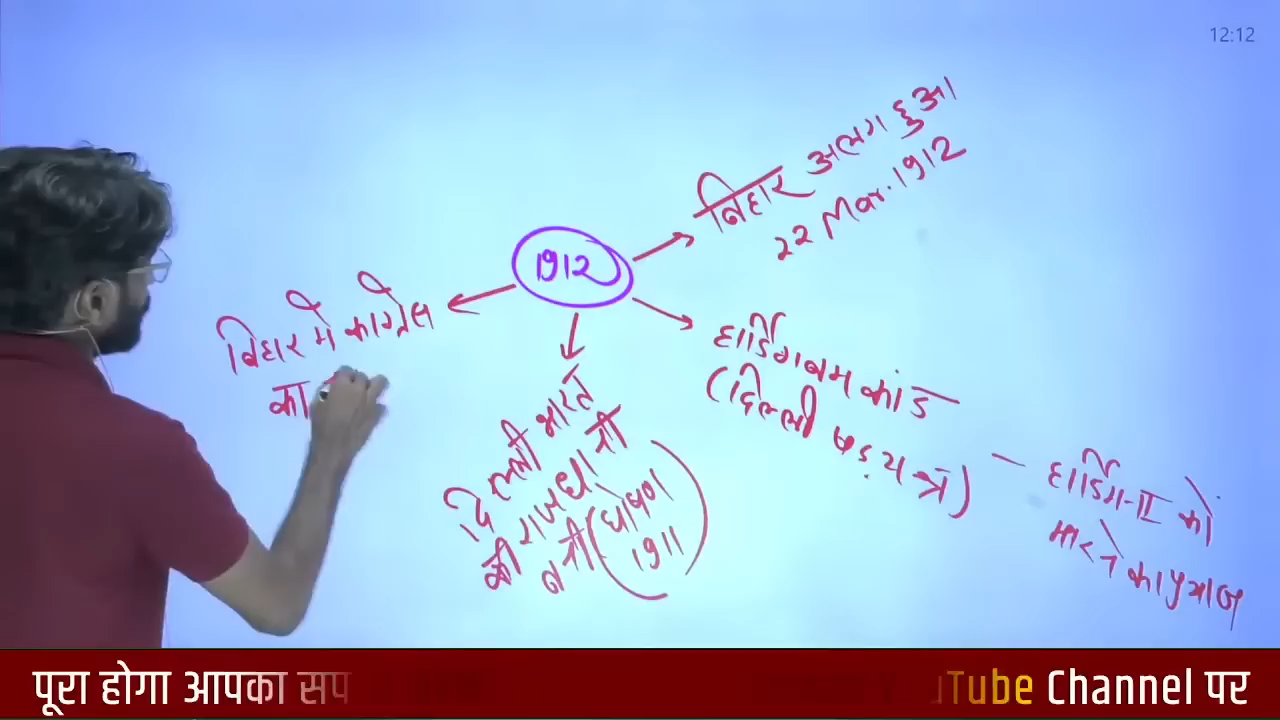 12:12
बिहार अलग हुआ
22 Mar. 1912
1912
बिहार में कांग्रेस
का
हार्डिंग बम कांड
(दिल्ली षड़यंत्र)
दिल्ली भारत
की राजधानी
बनी (घोषणा
1911)
– हार्डिंग-II को
मारने का प्रयास
पूरा होगा आपका सप
uTube Channel पर